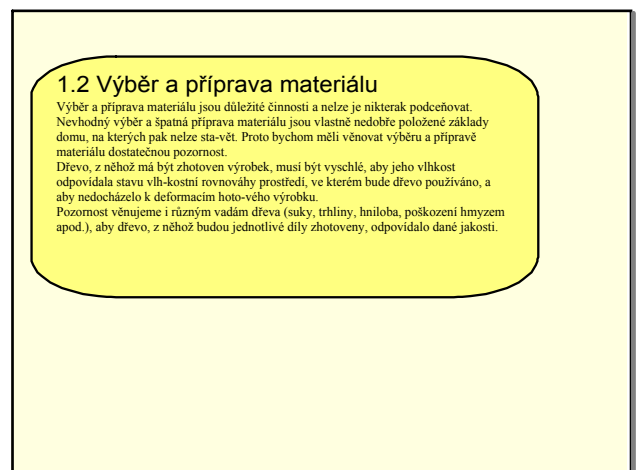 1.2 Výběr a příprava materiálu
Výběr a příprava materiálu jsou důležité činnosti a nelze je nikterak podceňovat.
Nevhodný výběr a špatná příprava materiálu jsou vlastně nedobře položené základy
domu, na kterých pak nelze sta-vět. Proto bychom měli věnovat výběru a přípravě
materiálu dostatečnou pozornost.
Dřevo, z něhož má být zhotoven výrobek, musí být vyschlé, aby jeho vlhkost
odpovídala stavu vlh-kostní rovnováhy prostředí, ve kterém bude dřevo používáno, a
aby nedocházelo k deformacím hoto-vého výrobku.
Pozornost věnujeme i různým vadám dřeva (suky, trhliny, hniloba, poškození hmyzem
apod.), aby dřevo, z něhož budou jednotlivé díly zhotoveny, odpovídalo dané jakosti.